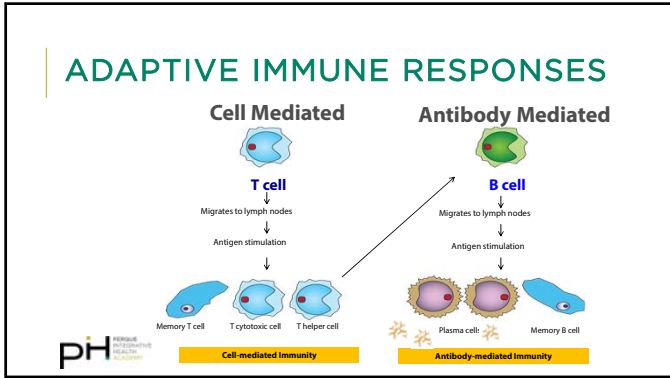 ADAPTIVE IMMUNE RESPONSES
Cell Mediated
Antibody Mediated
T cell
B cell
Migrates to lymph nodes
Migrates to lymph nodes
Antigen stimulation
Antigen stimulation
Memory T cell
T cytotoxic cell
T helper cell
Plasma cells
Memory B cell
pH
PERQUE
INTEGRATIVE
HEALTH
ACADEMY
Cell-mediated Immunity
Antibody-mediated Immunity